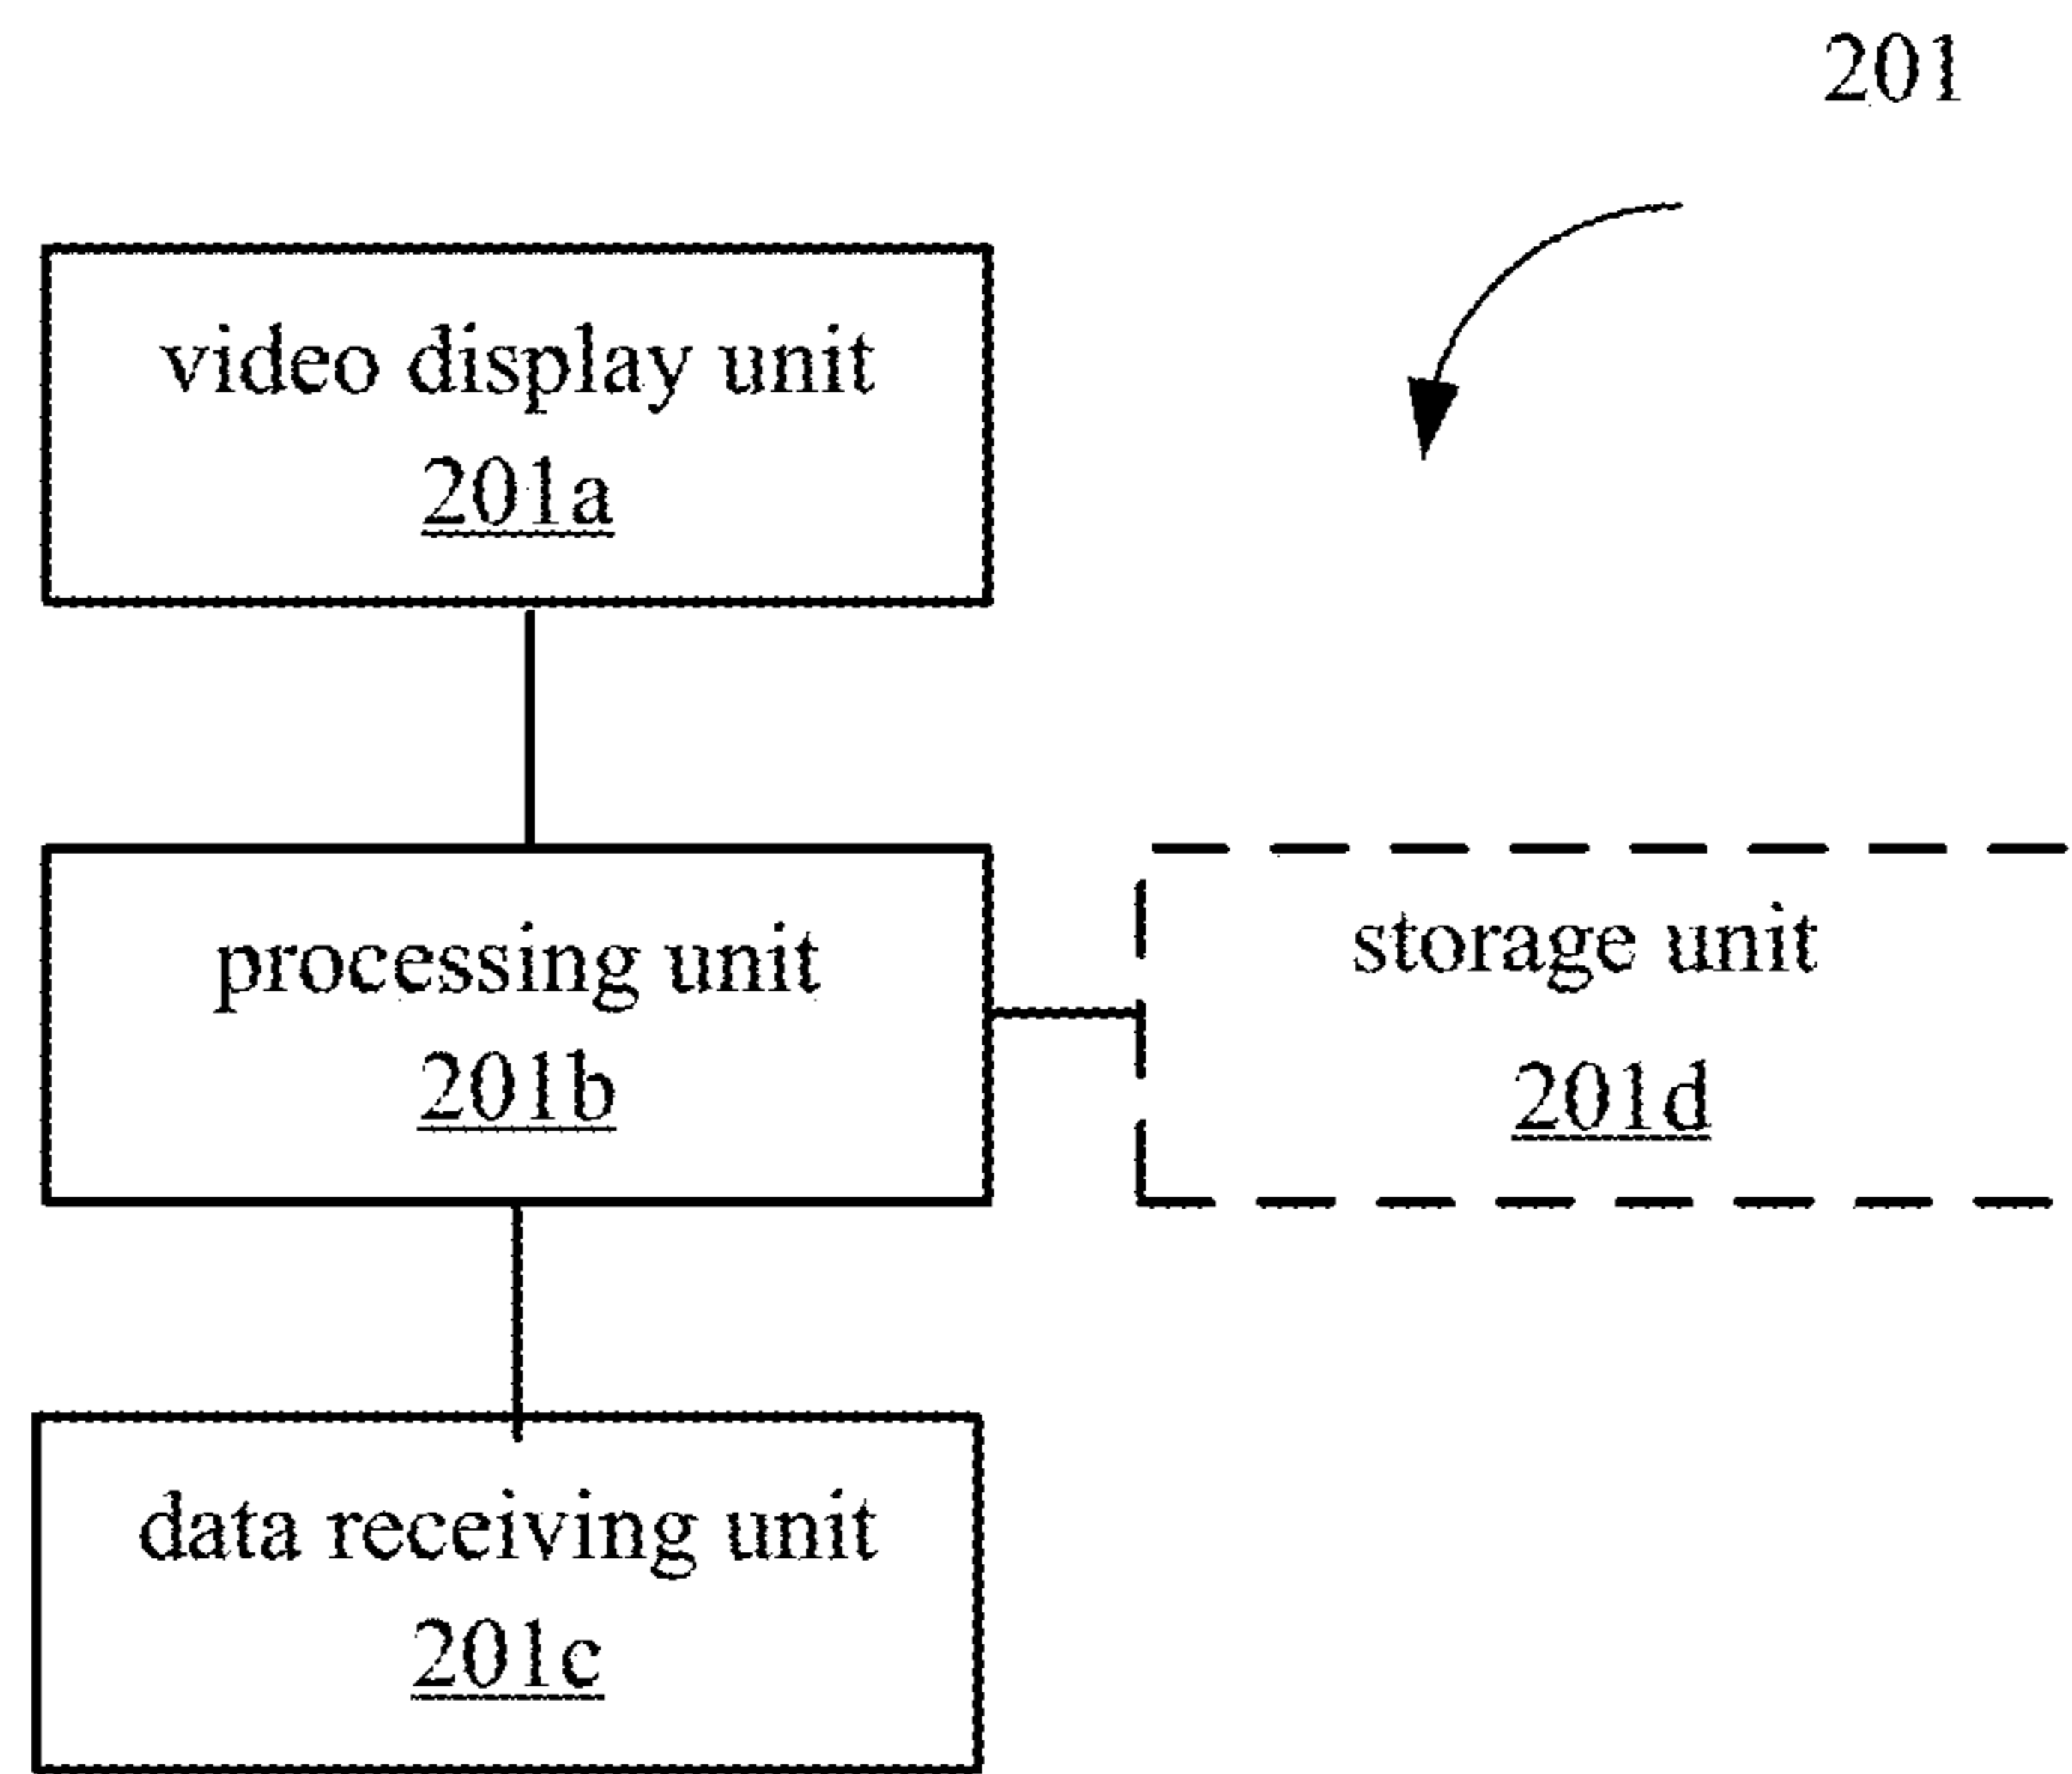 201
video display unit
201a
processing unit
201b
storage unit
201d
data receiving unit
201c